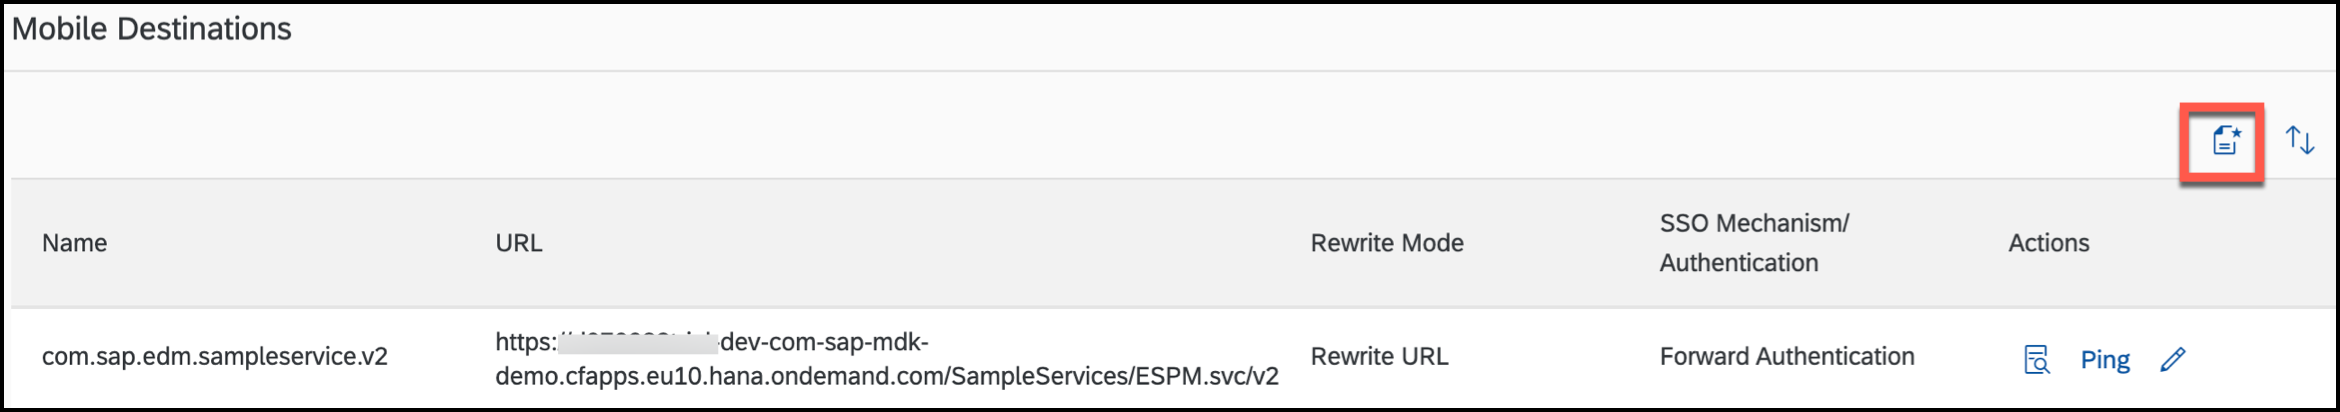 Mobile Destinations
Name URL Rewrite Mode SSO Mechanism/ Authentication Actions
com.sap.edm.sampleservice.v2 https: -dev-com-sap-mdk- Rewrite URL Forward Authentication Ping
demo.cfapps.eu10.hana.ondemand.com/SampleServices/ESPM.svc/v2